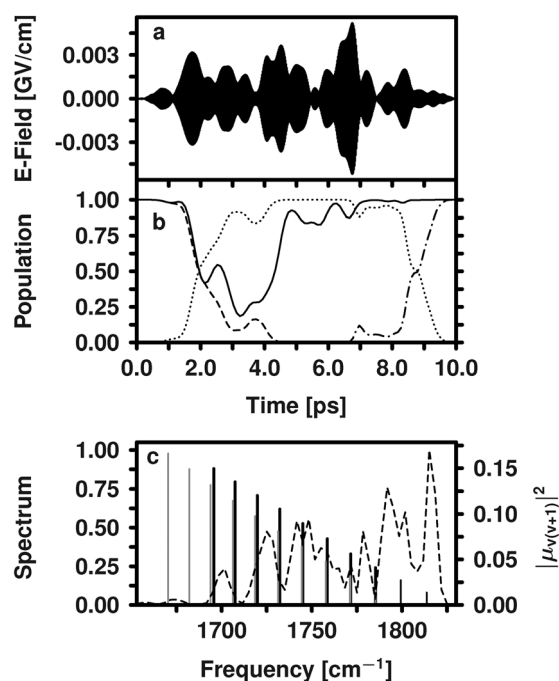 a
E-Field [GV/cm]
0.003
0.000
-0.003
b
Population
1.00
0.75
0.50
0.25
0.00
0.0 2.0 4.0 6.0 8.0 10.0
Time [ps]
c
Spectrum
1.00
0.75
0.50
0.25
0.00
0.15
0.10
0.05
0.00
|μv(v+1)|²
1700 1750 1800
Frequency [cm⁻¹]